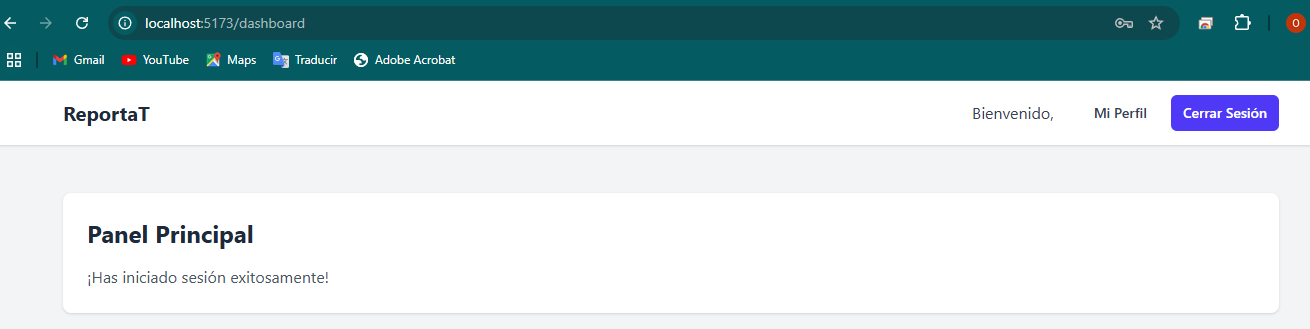 localhost:5173/dashboard
O
Gmail YouTube Maps Traducir Adobe Acrobat
ReportaT Bienvenido, Mi Perfil Cerrar Sesión
Panel Principal
¡Has iniciado sesión exitosamente!